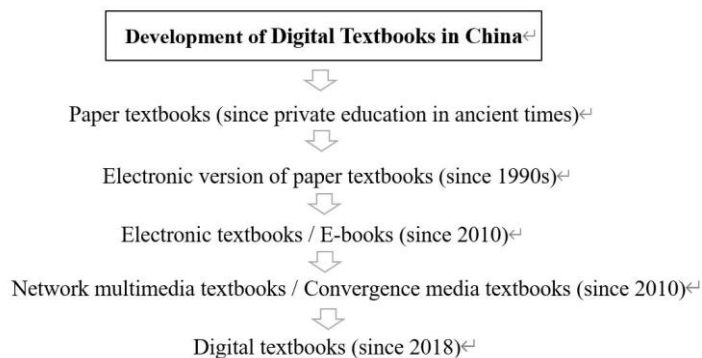 Development of Digital Textbooks in China
Paper textbooks (since private education in ancient times)
Electronic version of paper textbooks (since 1990s)
Electronic textbooks / E-books (since 2010)
Network multimedia textbooks / Convergence media textbooks (since 2010)
Digital textbooks (since 2018)